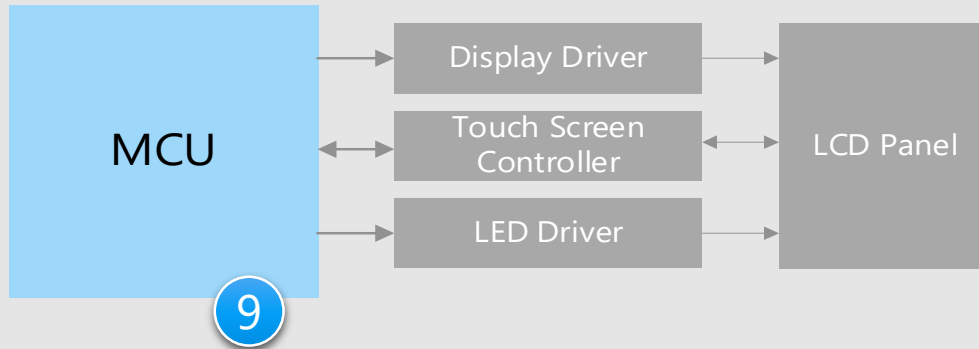 MCU
Display Driver
Touch Screen
Controller
LED Driver
LCD Panel
9